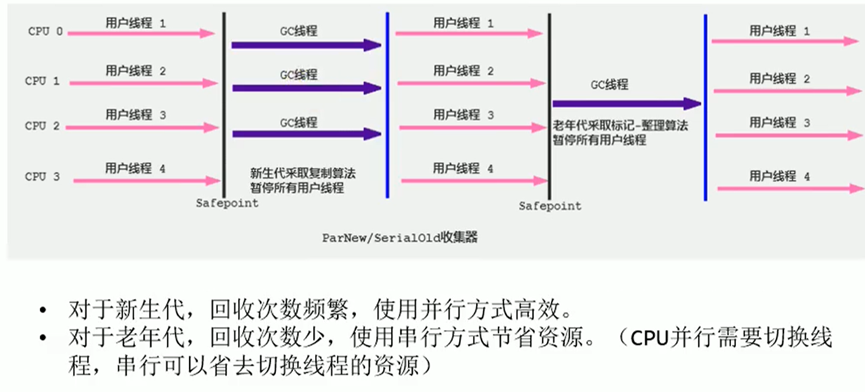 CPU 0 用户线程 1 GC线程 用户线程 1 用户线程 1
CPU 1 用户线程 2 GC线程 用户线程 2 GC线程 用户线程 2
CPU 2 用户线程 3 GC线程 用户线程 3 老年代采取标记-整理算法 用户线程 3
暂停所有用户线程
CPU 3 用户线程 4 新生代采取复制算法 用户线程 4 用户线程 4
暂停所有用户线程
Safepoint Safepoint
ParNew/SerialOld收集器
• 对于新生代，回收次数频繁，使用并行方式高效。
• 对于老年代，回收次数少，使用串行方式节省资源。（CPU并行需要切换线
程，串行可以省去切换线程的资源）